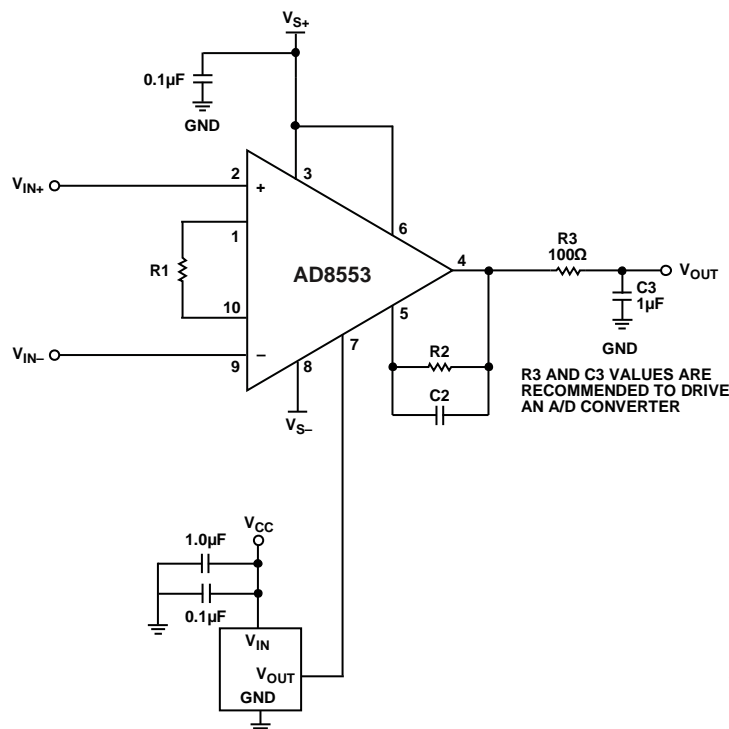 VS+
0.1µF
GND
2
3
VIN+
+
1
6
R1
AD8553
4
R3
100Ω
VOUT
C3
1µF
10
5
GND
VIN–
–
9
8
7
R2
C2
VS–
R3 AND C3 VALUES ARE
RECOMMENDED TO DRIVE
AN A/D CONVERTER
VCC
1.0µF
0.1µF
VIN
VOUT
GND